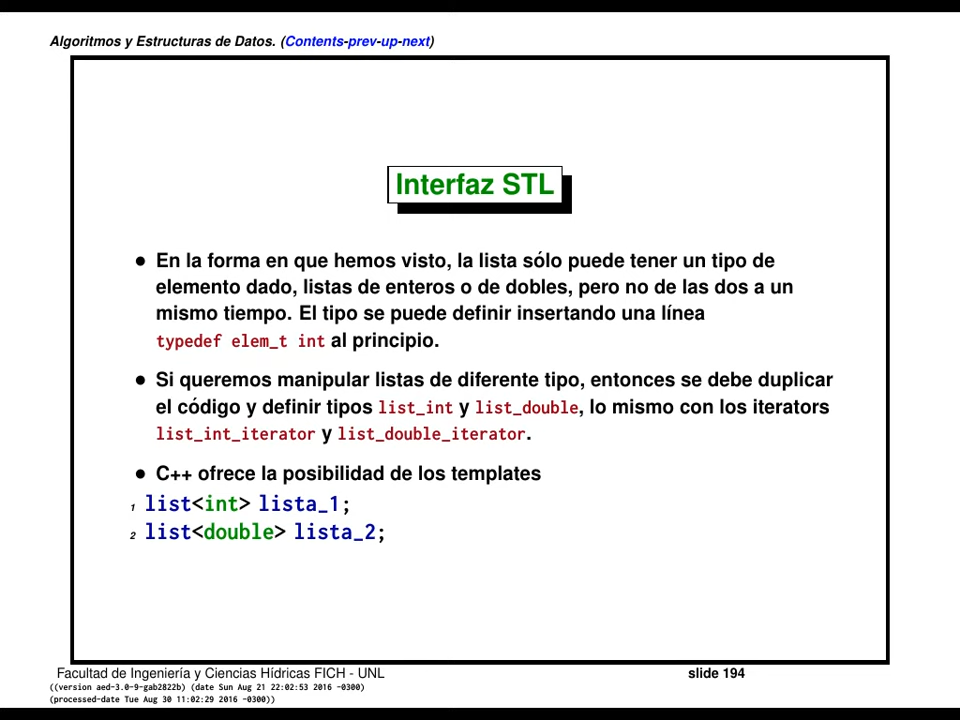 Algoritmos y Estructuras de Datos. (Contents-prev-up-next)
Interfaz STL
● En la forma en que hemos visto, la lista sólo puede tener un tipo de
elemento dado, listas de enteros o de dobles, pero no de las dos a un
mismo tiempo. El tipo se puede definir insertando una línea
typedef elem_t int al principio.
● Si queremos manipular listas de diferente tipo, entonces se debe duplicar
el código y definir tipos list_int y list_double, lo mismo con los iterators
list_int_iterator y list_double_iterator.
● C++ ofrece la posibilidad de los templates
1 list<int> lista_1;
2 list<double> lista_2;
Facultad de Ingeniería y Ciencias Hídricas FICH - UNL slide 194
((version aed-3.0-9-gab2822b) (date Sun Aug 21 22:02:53 2016 -0300)
(processed-date Tue Aug 30 11:02:29 2016 -0300))